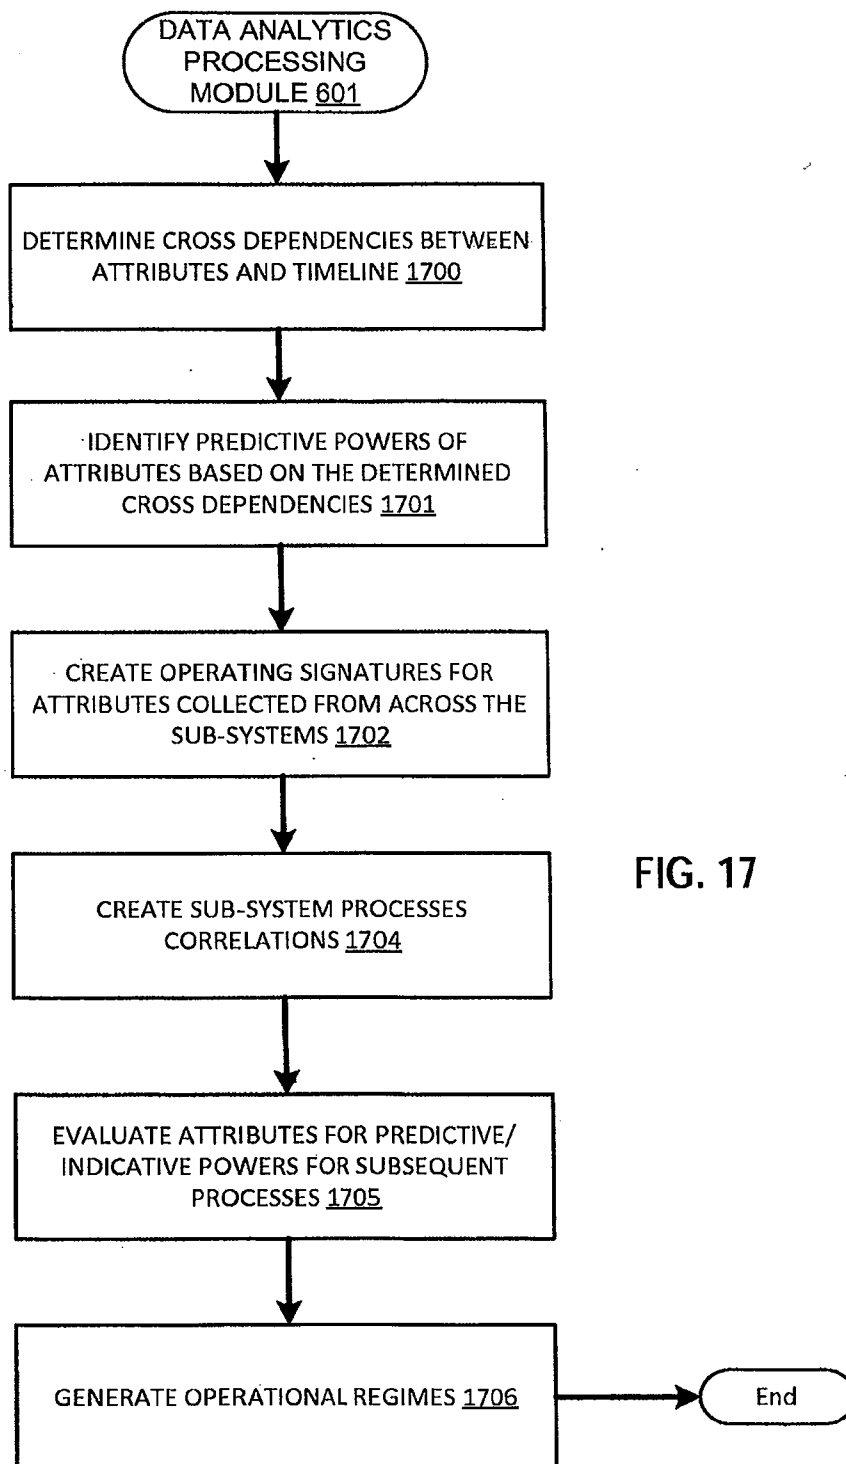 DATA ANALYTICS
PROCESSING
MODULE 601
DETERMINE CROSS DEPENDENCIES BETWEEN
ATTRIBUTES AND TIMELINE 1700
IDENTIFY PREDICTIVE POWERS OF
ATTRIBUTES BASED ON THE DETERMINED
CROSS DEPENDENCIES 1701
CREATE OPERATING SIGNATURES FOR
ATTRIBUTES COLLECTED FROM ACROSS THE
SUB-SYSTEMS 1702
FIG. 17
CREATE SUB-SYSTEM PROCESSES
CORRELATIONS 1704
EVALUATE ATTRIBUTES FOR PREDICTIVE/
INDICATIVE POWERS FOR SUBSEQUENT
PROCESSES 1705
GENERATE OPERATIONAL REGIMES 1706
End